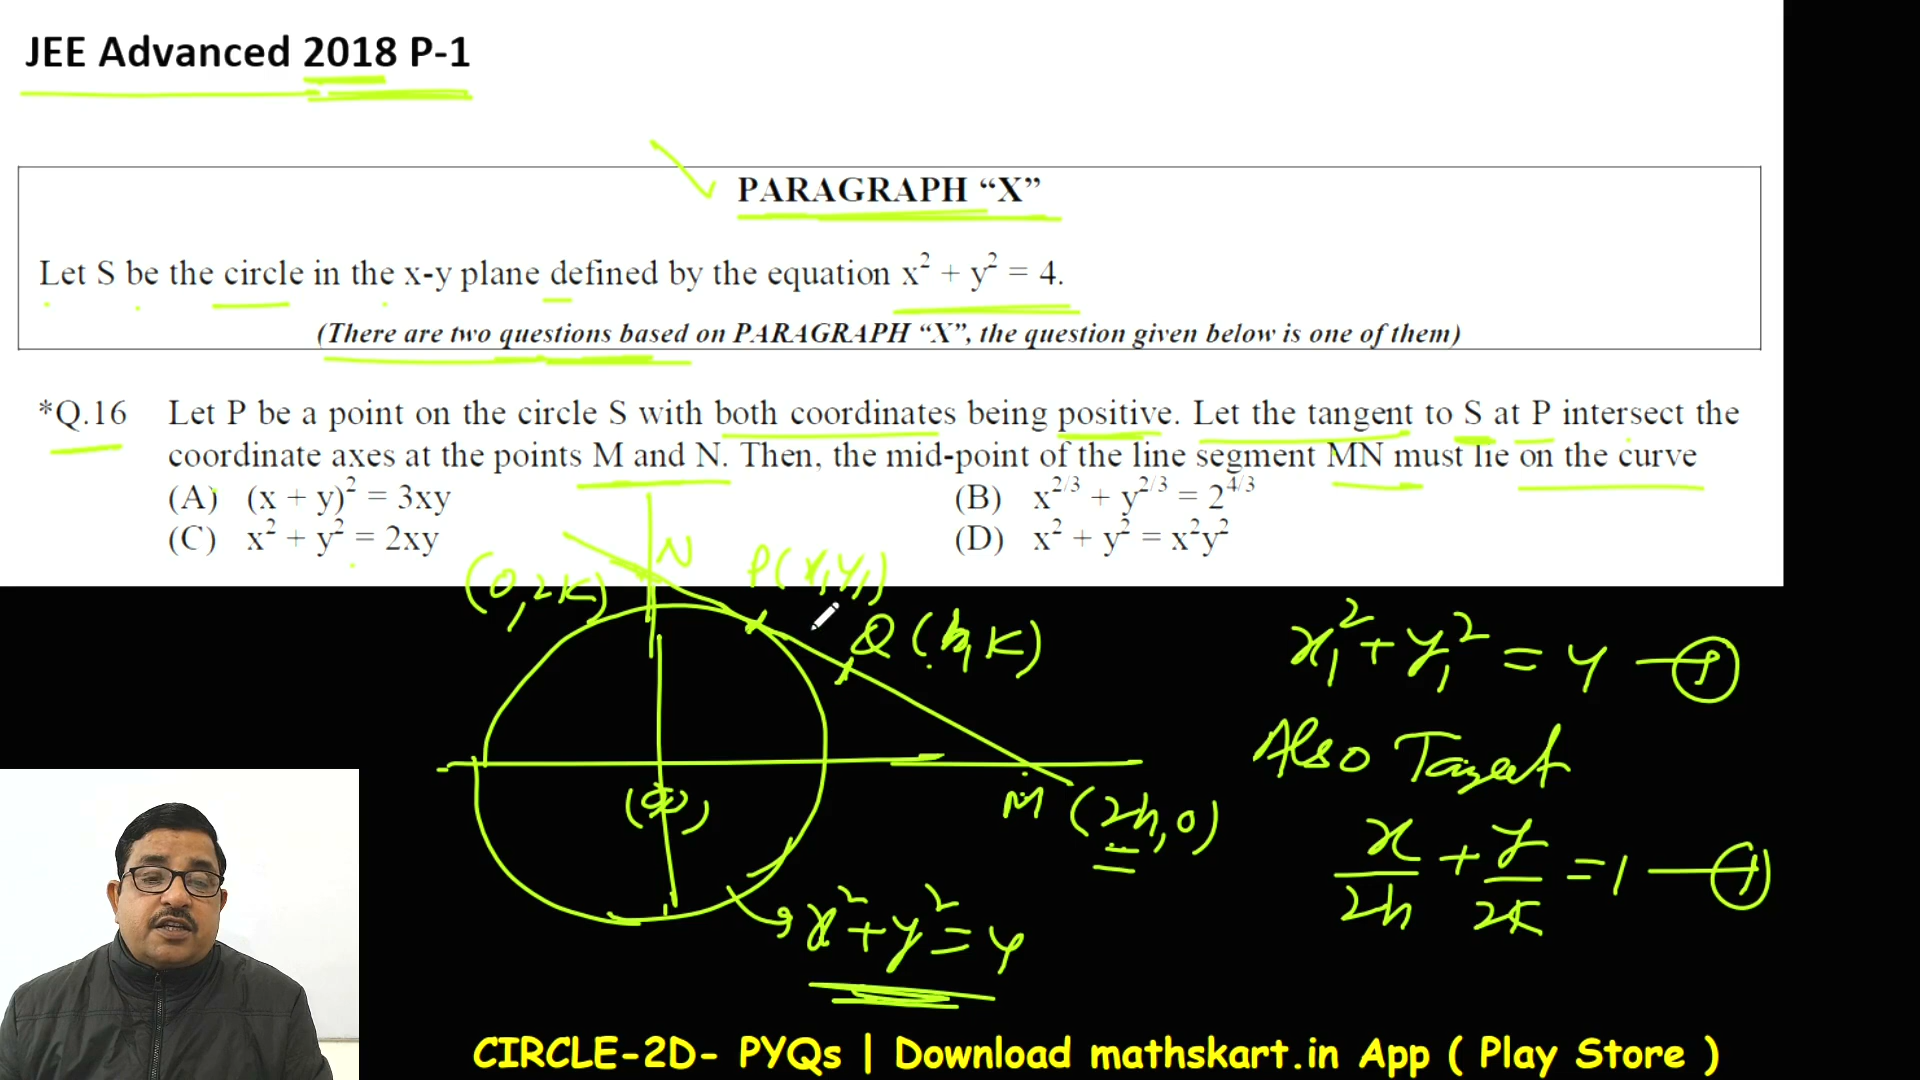 JEE Advanced 2018 P-1
PARAGRAPH “X”
Let S be the circle in the x-y plane defined by the equation x² + y² = 4.
(There are two questions based on PARAGRAPH “X”, the question given below is one of them)
*Q.16 Let P be a point on the circle S with both coordinates being positive. Let the tangent to S at P intersect the
coordinate axes at the points M and N. Then, the mid-point of the line segment MN must lie on the curve
(A) (x + y)² = 3xy (B) x^{2/3} + y^{2/3} = 2^{4/3}
(C) x² + y² = 2xy (D) x² + y² = x²y²
N
(0, 2K)
P(x₁y₁)
Q (h, K)
M (2h, 0)
x² + y² = 4
x₁² + y₁² = 4
Also
x/2h + y/2K = 1
CIRCLE-2D- PYQs | Download mathskart.in App ( Play Store )